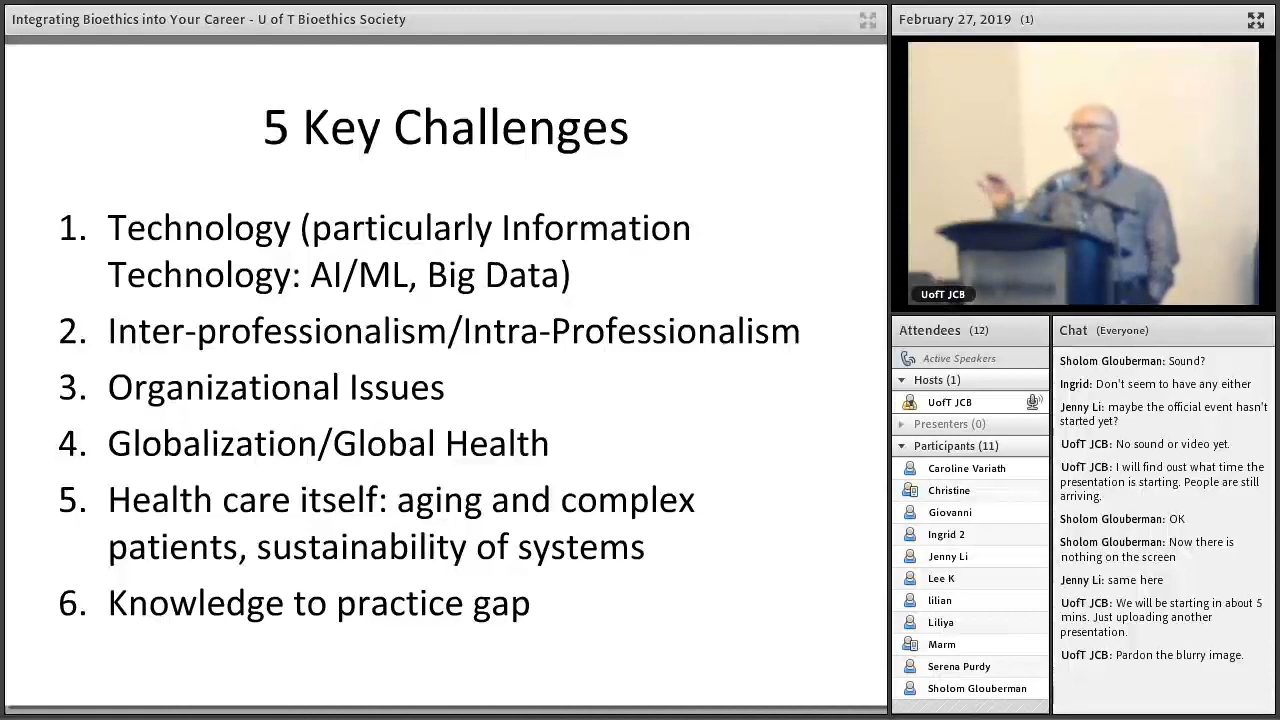 Integrating Bioethics into Your Career - U of T Bioethics Society
5 Key Challenges
1. Technology (particularly Information
Technology: AI/ML, Big Data)
2. Inter-professionalism/Intra-Professionalism
3. Organizational Issues
4. Globalization/Global Health
5. Health care itself: aging and complex
patients, sustainability of systems
6. Knowledge to practice gap
February 27, 2019 (1)
UofT JCB
Attendees (12)
Active Speakers
Hosts (1)
UofT JCB
Presenters (0)
Participants (11)
Caroline Variath
Christine
Giovanni
Ingrid 2
Jenny Li
Lee K
lilian
Liliya
Marm
Serena Purdy
Sholom Glouberman
Chat (Everyone)
Sholom Glouberman: Sound?
Ingrid: Don't seem to have any either
Jenny Li: maybe the official event hasn't
started yet?
UofT JCB: No sound or video yet.
UofT JCB: I will find oust what time the
presentation is starting. People are still
arriving.
Sholom Glouberman: OK
Sholom Glouberman: Now there is
nothing on the screen
Jenny Li: same here
UofT JCB: We will be starting in about 5
mins. Just uploading another
presentation.
UofT JCB: Pardon the blurry image.